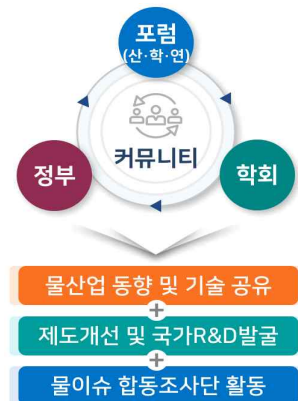 포럼
(산·학·연)
커뮤니티
정부
학회
물산업 동향 및 기술 공유
+
제도개선 및 국가R&D발굴
+
물이슈 합동조사단 활동